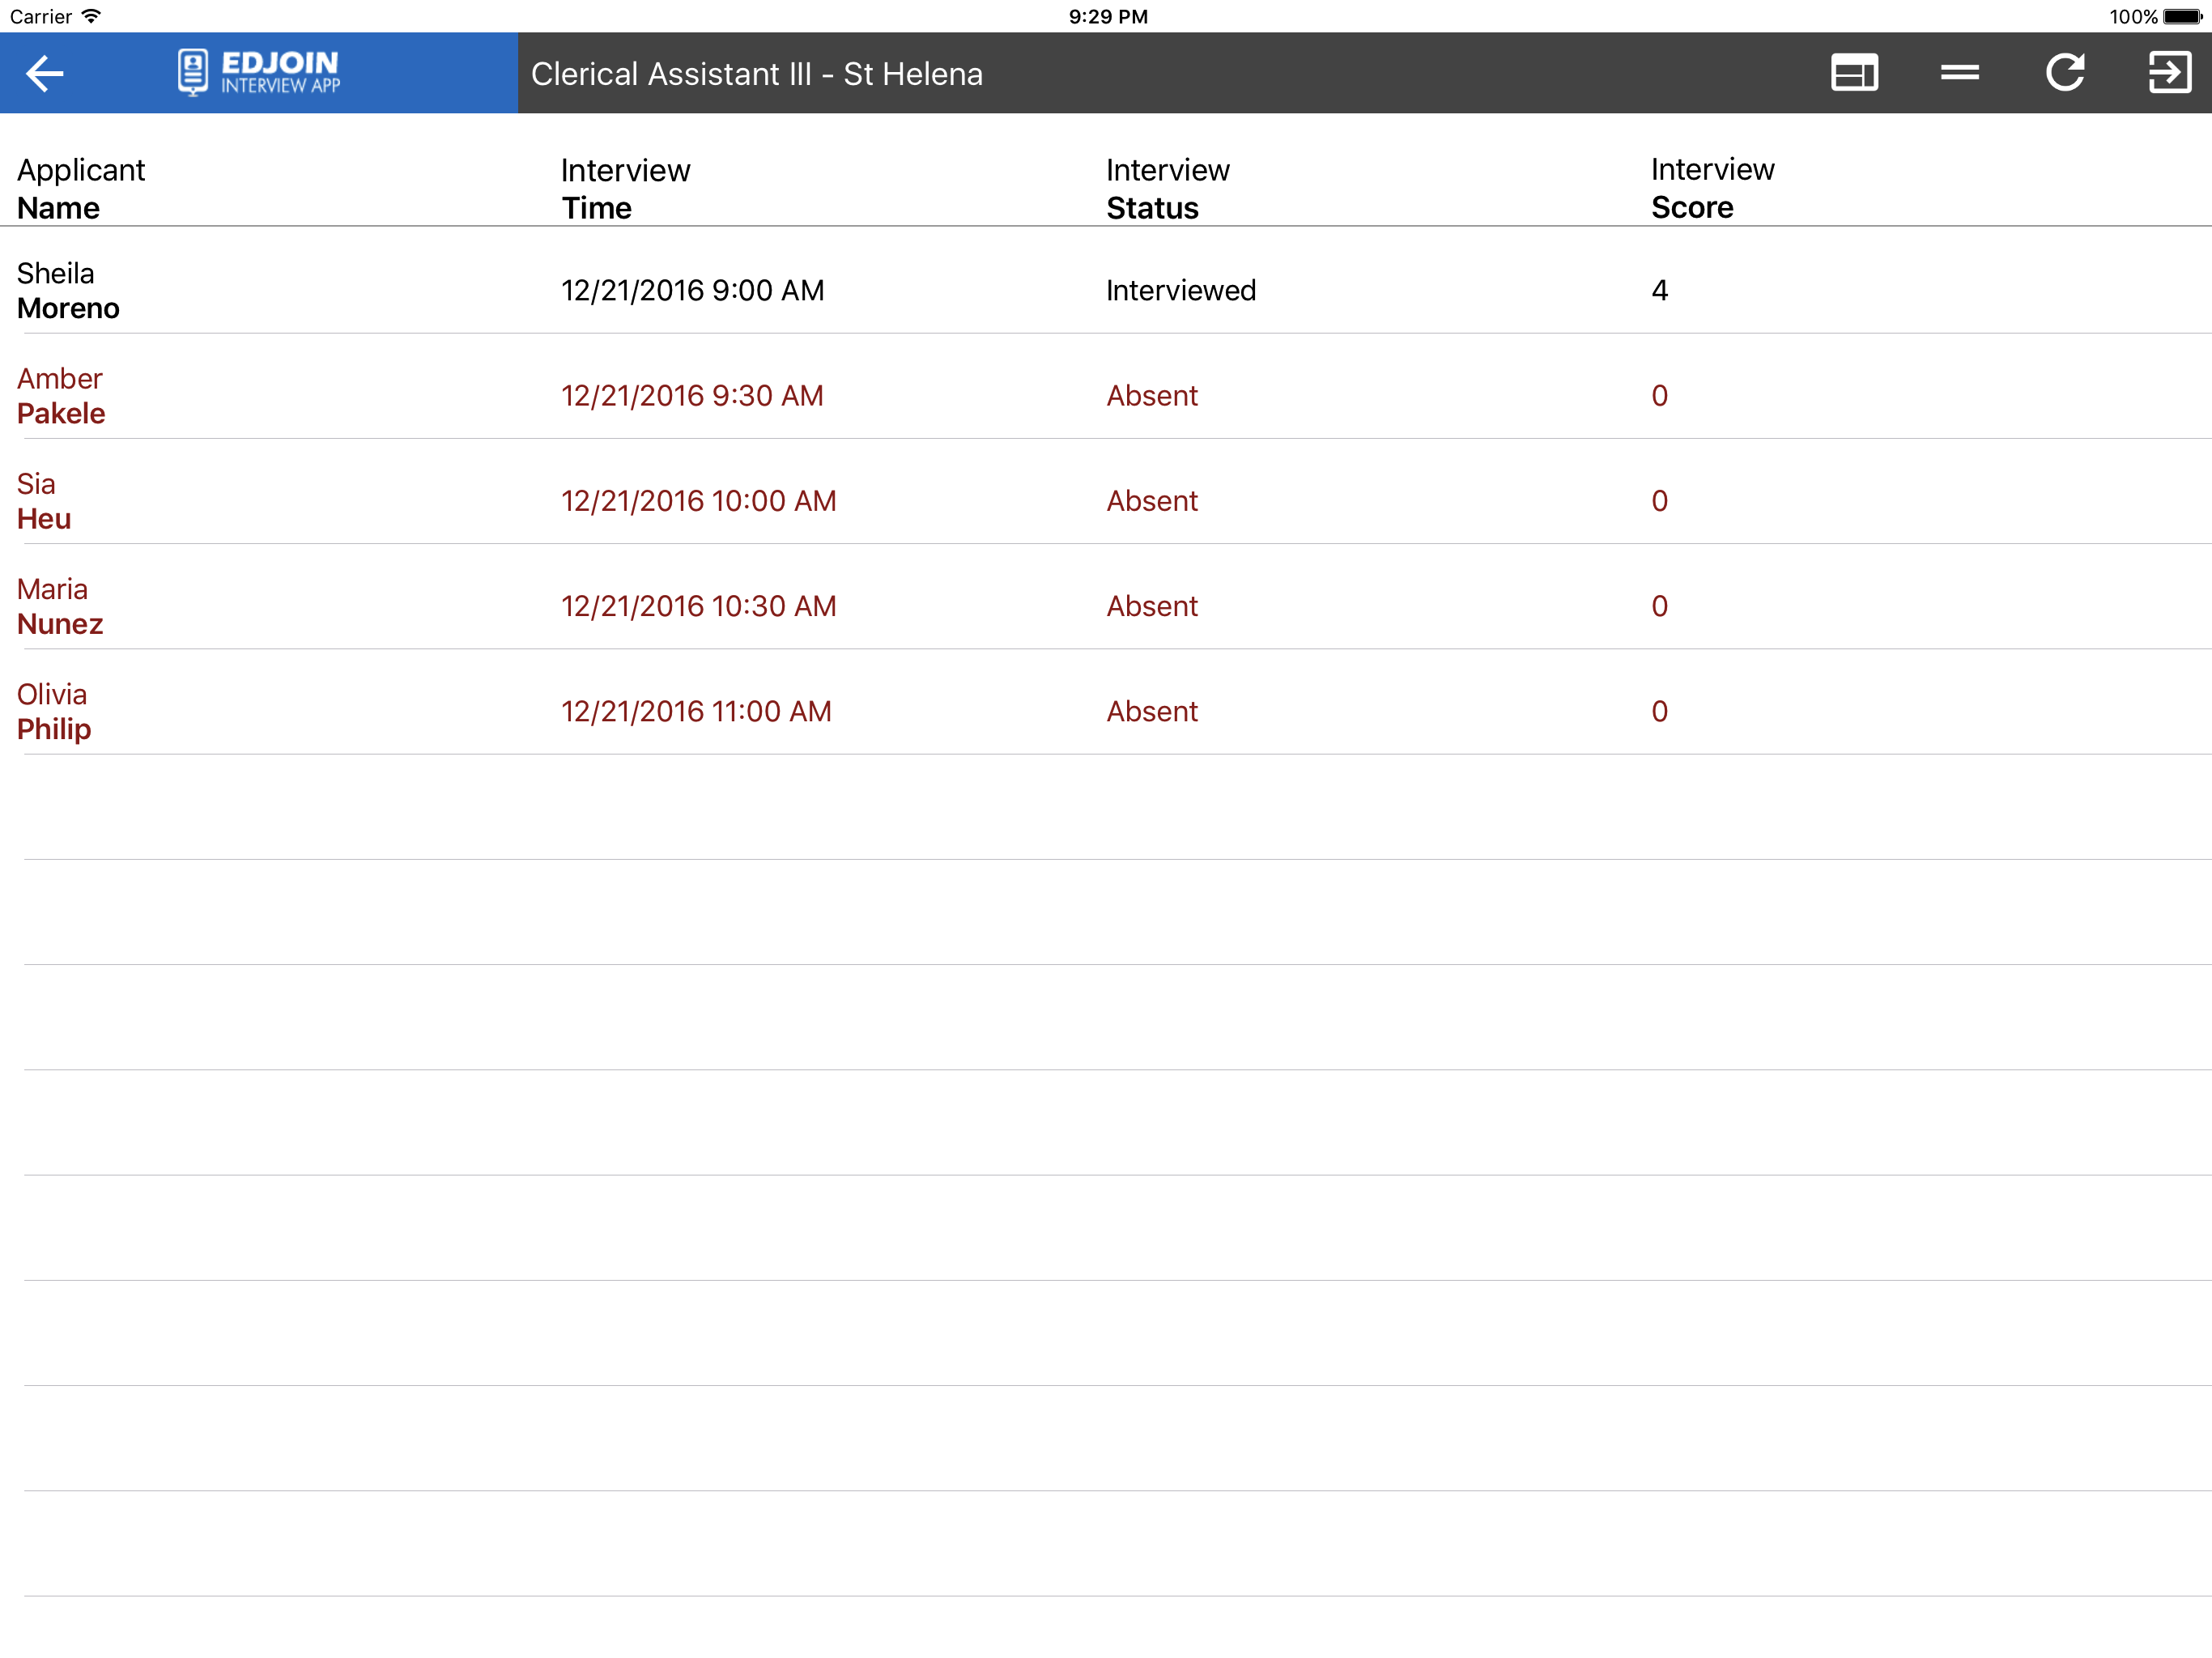 Carrier 9:29 PM 100%
EDJOIN
INTERVIEW APP
Clerical Assistant III - St Helena
Applicant Interview Interview Interview
Name Time Status Score
Sheila
Moreno 12/21/2016 9:00 AM Interviewed 4
Amber
Pakele 12/21/2016 9:30 AM Absent 0
Sia
Heu 12/21/2016 10:00 AM Absent 0
Maria
Nunez 12/21/2016 10:30 AM Absent 0
Olivia
Philip 12/21/2016 11:00 AM Absent 0